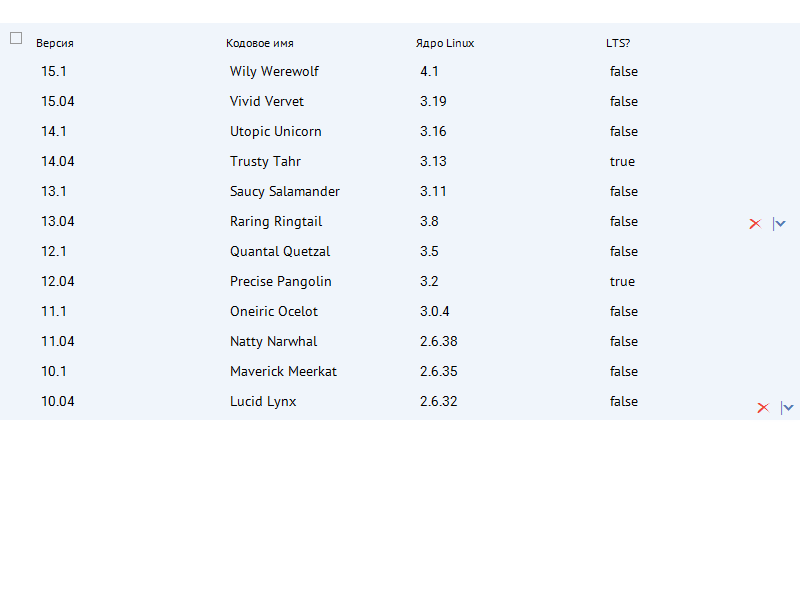 Версия Кодовое имя Ядро Linux LTS?
15.1 Wily Werewolf 4.1 false
15.04 Vivid Vervet 3.19 false
14.1 Utopic Unicorn 3.16 false
14.04 Trusty Tahr 3.13 true
13.1 Saucy Salamander 3.11 false
13.04 Raring Ringtail 3.8 false
12.1 Quantal Quetzal 3.5 false
12.04 Precise Pangolin 3.2 true
11.1 Oneiric Ocelot 3.0.4 false
11.04 Natty Narwhal 2.6.38 false
10.1 Maverick Meerkat 2.6.35 false
10.04 Lucid Lynx 2.6.32 false